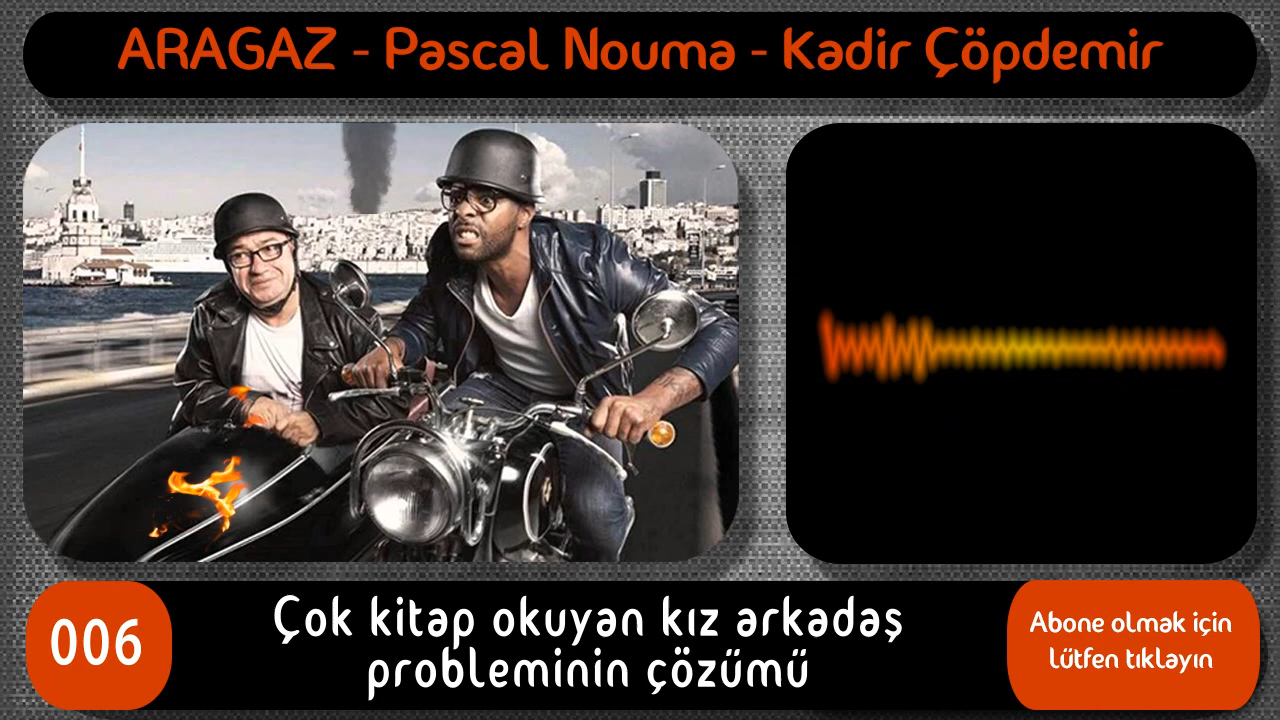 ARAGAZ - Pascal Nouma - Kadir Çöpdemir
006
Çok kitap okuyan kız arkadaş
probleminin çözümü
Abone olmak için
lütfen tıklayın